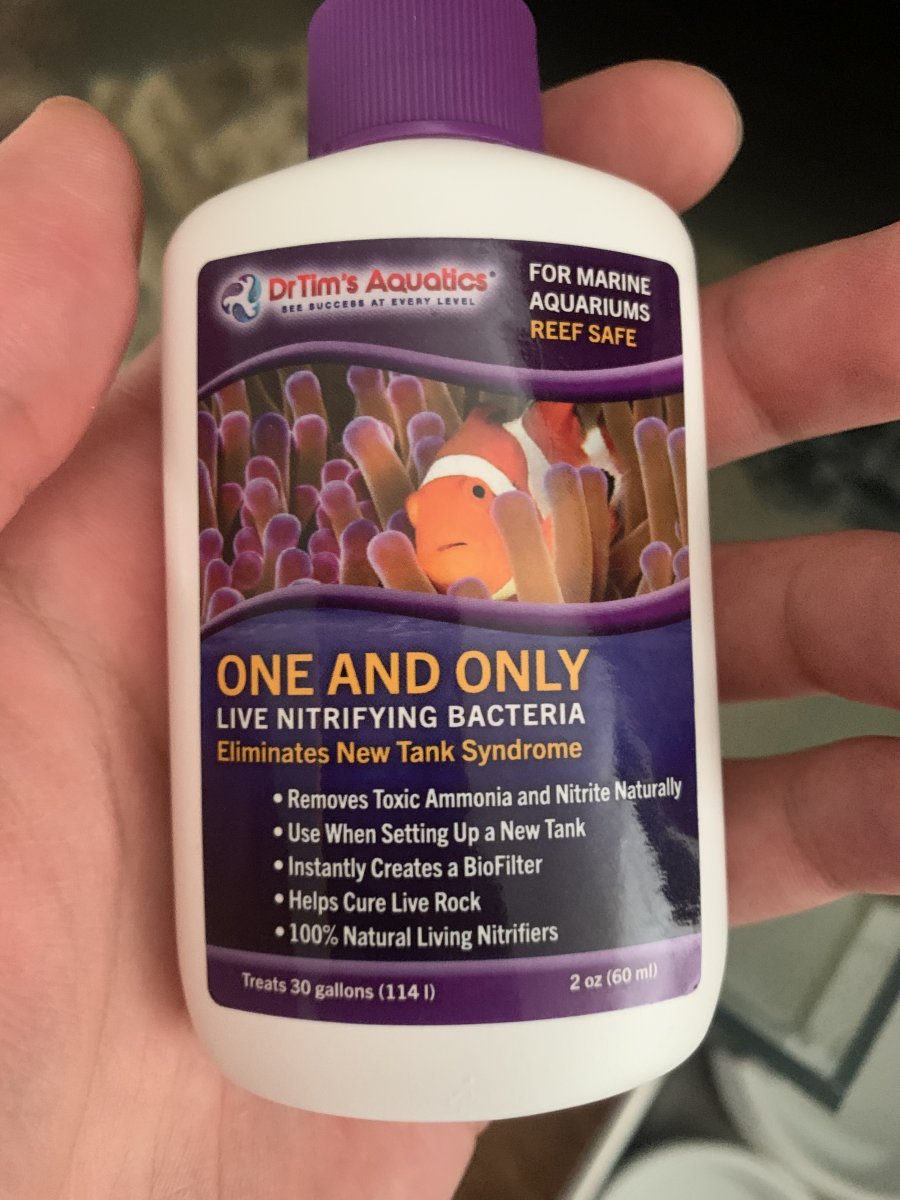 DrTim's Aquatics®
SEE SUCCESS AT EVERY LEVEL
FOR MARINE
AQUARIUMS
REEF SAFE
ONE AND ONLY
LIVE NITRIFYING BACTERIA
Eliminates New Tank Syndrome
• Removes Toxic Ammonia and Nitrite Naturally
• Use When Setting Up a New Tank
• Instantly Creates a BioFilter
• Helps Cure Live Rock
• 100% Natural Living Nitrifiers
Treats 30 gallons (114 l)
2 oz (60 ml)